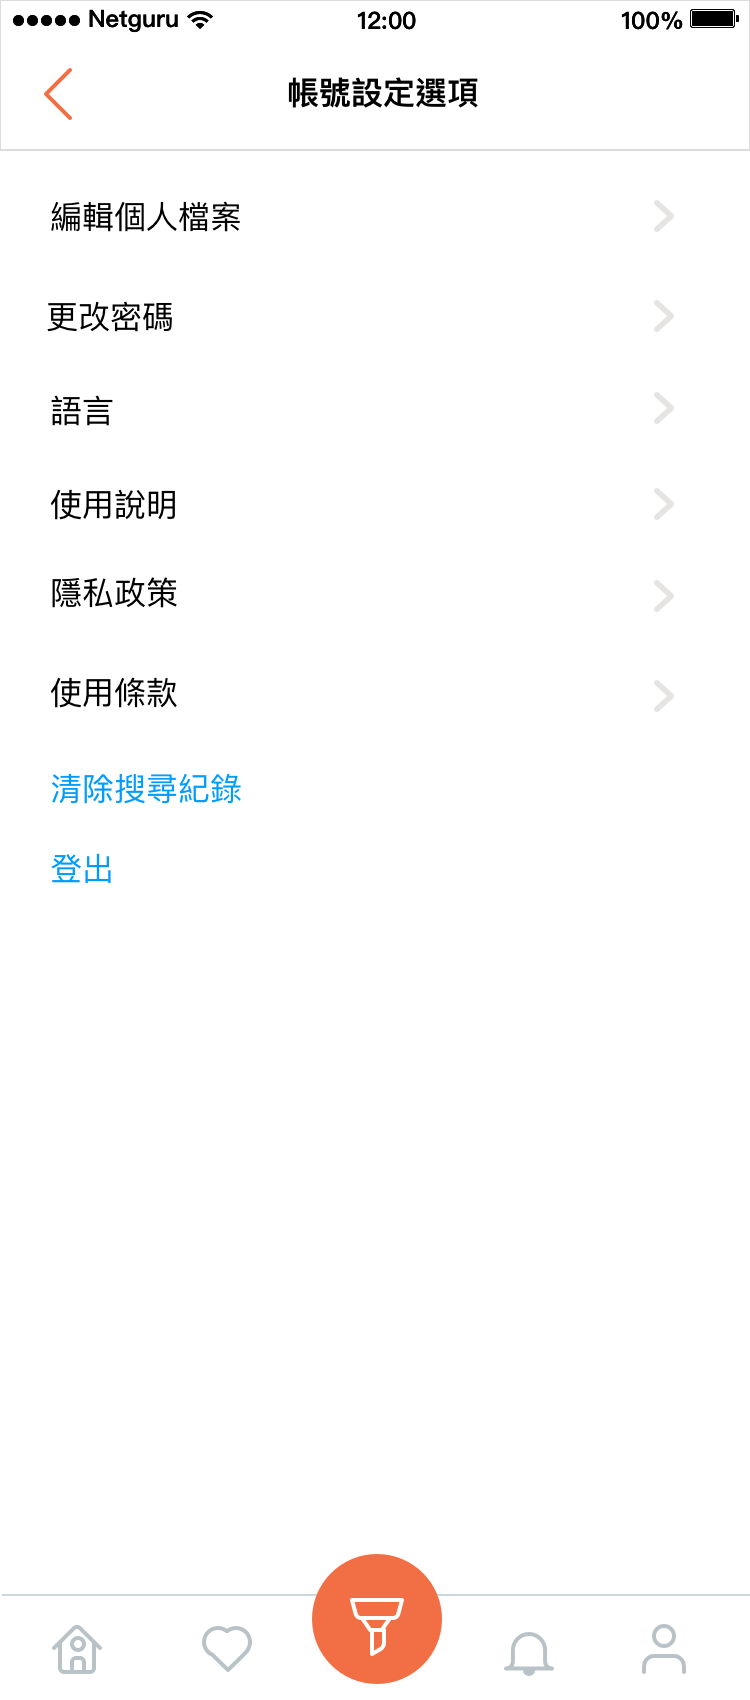 Netguru
12:00
100%
帳號設定選項
編輯個人檔案
更改密碼
語言
使用說明
隱私政策
使用條款
清除搜尋紀錄
登出